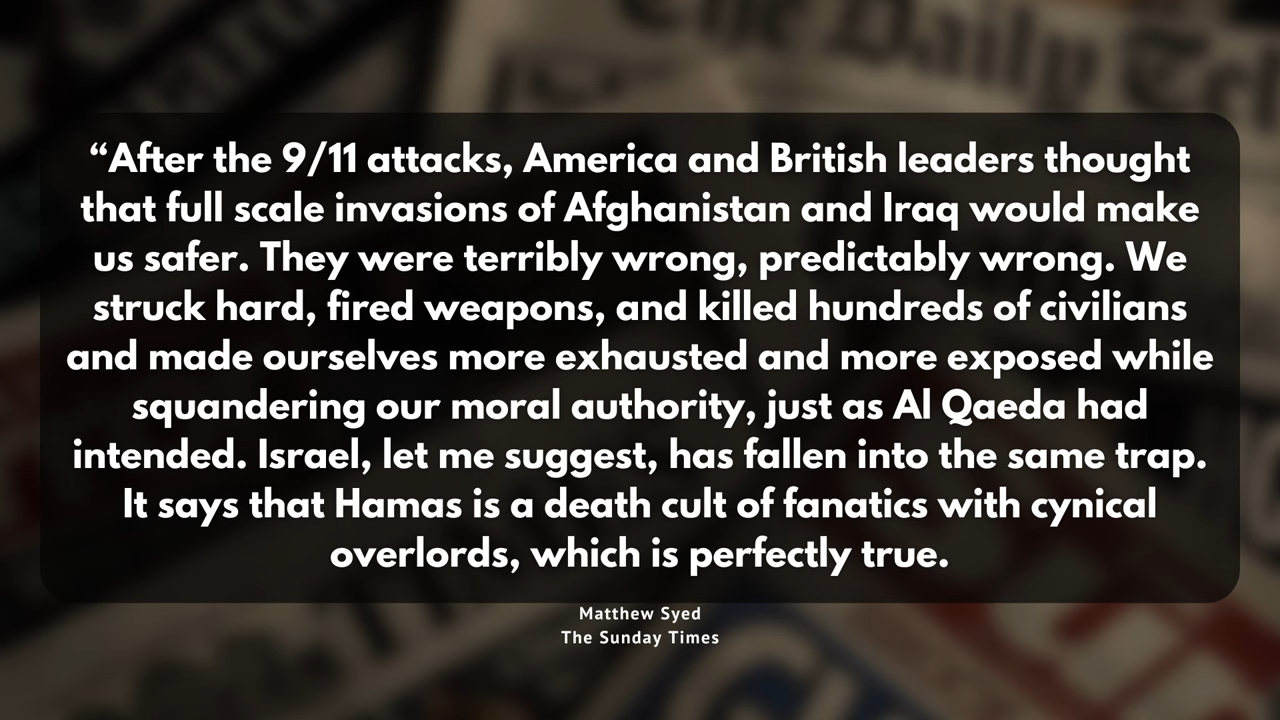 The Daily Tel
“After the 9/11 attacks, America and British leaders thought
that full scale invasions of Afghanistan and Iraq would make
us safer. They were terribly wrong, predictably wrong. We
struck hard, fired weapons, and killed hundreds of civilians
and made ourselves more exhausted and more exposed while
squandering our moral authority, just as Al Qaeda had
intended. Israel, let me suggest, has fallen into the same trap.
It says that Hamas is a death cult of fanatics with cynical
overlords, which is perfectly true.
Matthew Syed
The Sunday Times